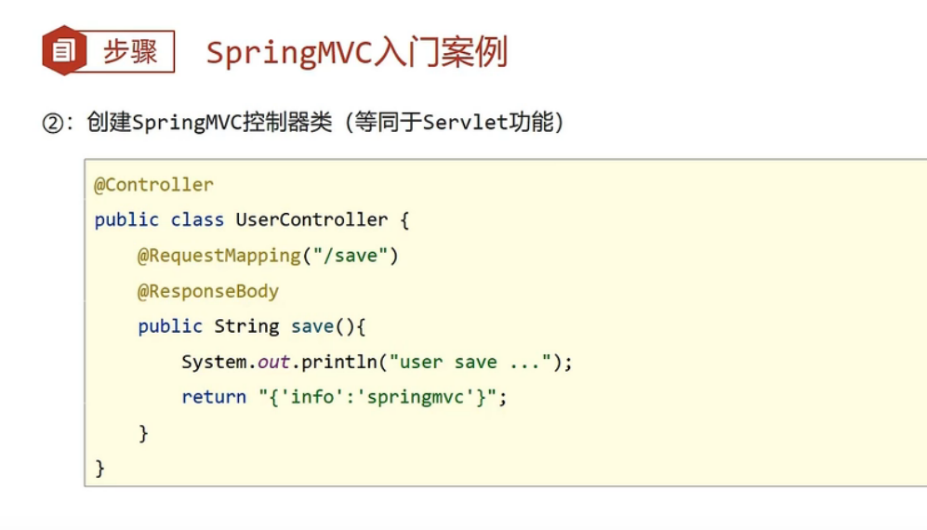 步骤
SpringMVC入门案例
②：创建SpringMVC控制器类（等同于Servlet功能）
@Controller
public class UserController {
    @RequestMapping("/save")
    @ResponseBody
    public String save(){
        System.out.println("user save ...");
        return "{'info':'springmvc'}";
    }
}